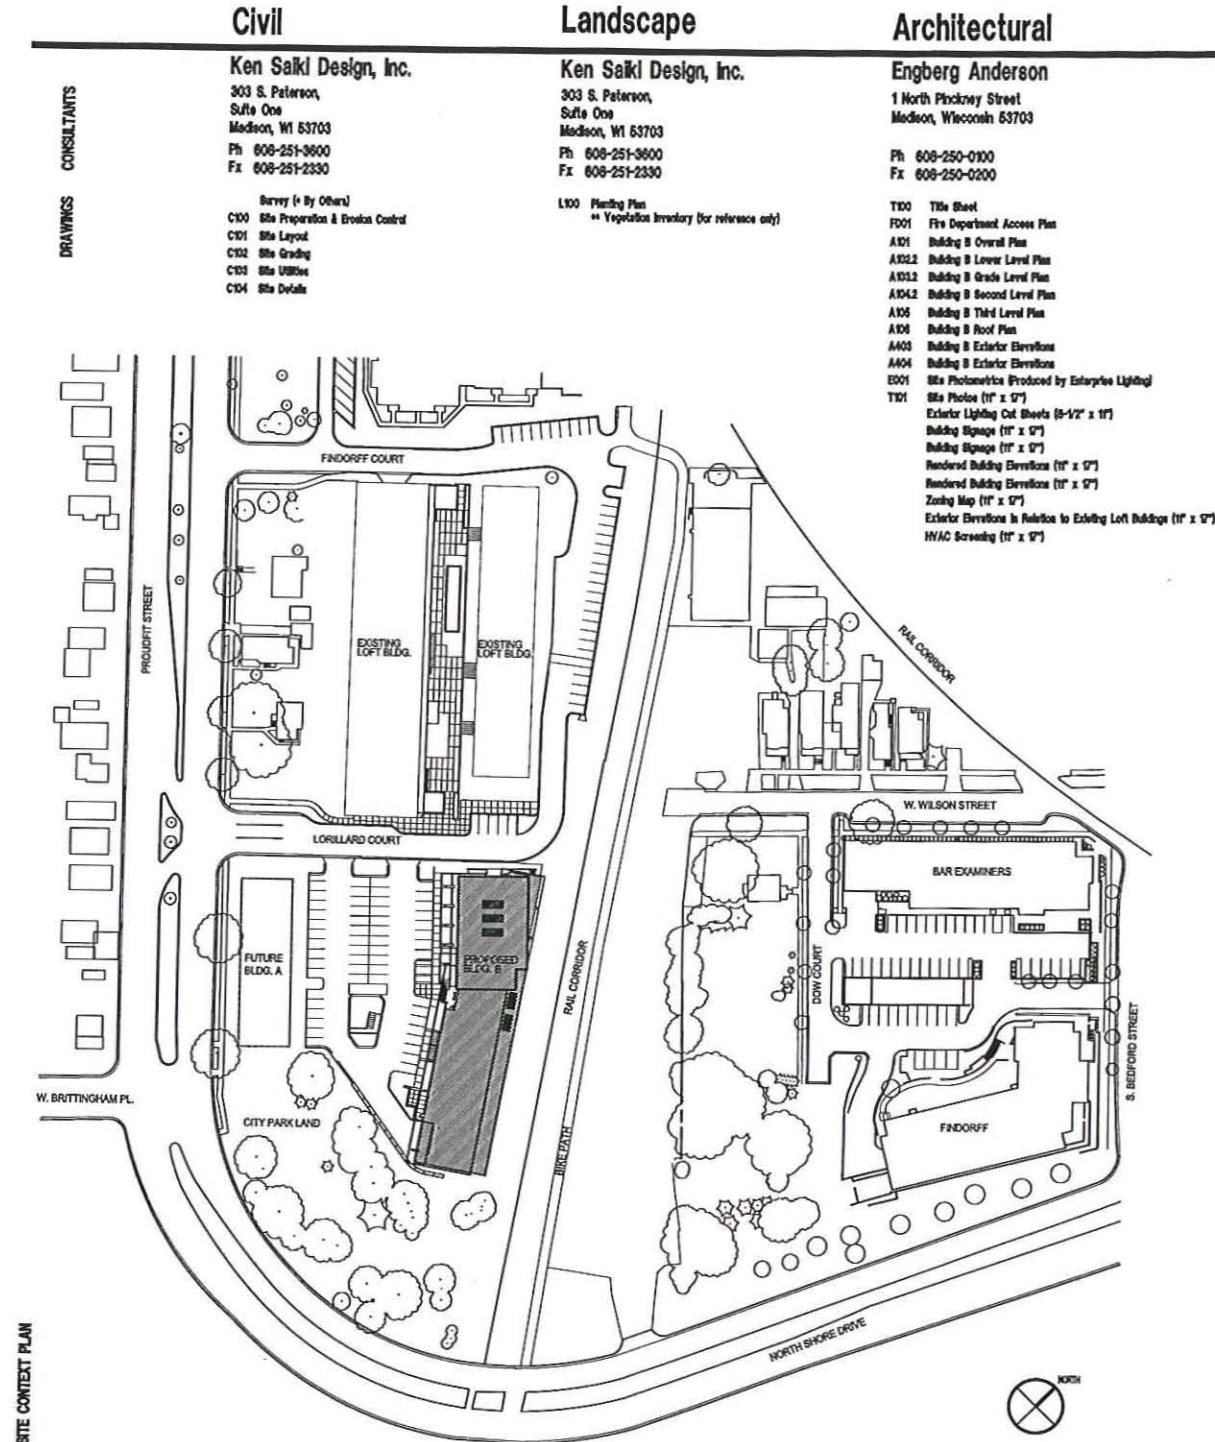 Civil
Landscape
Architectural
CONSULTANTS
Ken Saiki Design, Inc.
303 S. Paterson,
Suite One
Madison, WI 53703
Ph 608-251-3600
Fx 608-251-2330
Ken Saiki Design, Inc.
303 S. Paterson,
Suite One
Madison, WI 53703
Ph 608-251-3600
Fx 608-251-2330
Engberg Anderson
1 North Pinckney Street
Madison, Wisconsin 53703
Ph 608-250-0100
Fx 608-250-0200
DRAWINGS
Survey (* By Others)
C100 Site Preparation & Erosion Control
C101 Site Layout
C102 Site Grading
C103 Site Utilities
C104 Site Details
L100 Planting Plan
** Vegetation Inventory (for reference only)
T100 Title Sheet
FD01 Fire Department Access Plan
A101 Building B Overall Plan
A102.2 Building B Lower Level Plan
A103.2 Building B Grade Level Plan
A104.2 Building B Second Level Plan
A105 Building B Third Level Plan
A106 Building B Roof Plan
A403 Building B Exterior Elevations
A404 Building B Exterior Elevations
E001 Site Photometrics (Produced by Enterprise Lighting)
T101 Site Photos (11" x 17")
Exterior Lighting Cut Sheets (8-1/2" x 11")
Building Signage (11" x 17")
Building Signage (11" x 17")
Rendered Building Elevations (11" x 17")
Rendered Building Elevations (11" x 17")
Zoning Map (11" x 17")
Exterior Elevations in Relation to Existing Loft Buildings (11" x 17")
HVAC Screening (11" x 17")
FINDORFF COURT
PROUDFIT STREET
EXISTING
LOFT BLDG.
EXISTING
LOFT BLDG.
RAIL CORRIDOR
W. WILSON STREET
LORILLARD COURT
BAR EXAMINERS
FUTURE
BLDG. A
PROPOSED
BLDG. B
RAIL CORRIDOR
DOW COURT
S. BEDFORD STREET
W. BRITTINGHAM PL.
CITY PARK LAND
FINDORFF
BIKE PATH
NORTH SHORE DRIVE
NORTH
SITE CONTEXT PLAN